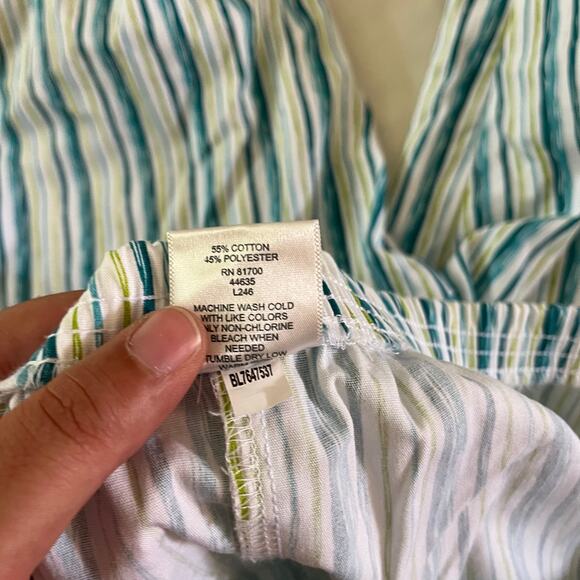 55% COTTON
45% POLYESTER
RN 81700
44635
L246
MACHINE WASH COLD
WITH LIKE COLORS
ONLY NON-CHLORINE
BLEACH WHEN
NEEDED
TUMBLE DRY LOW
BL7647537